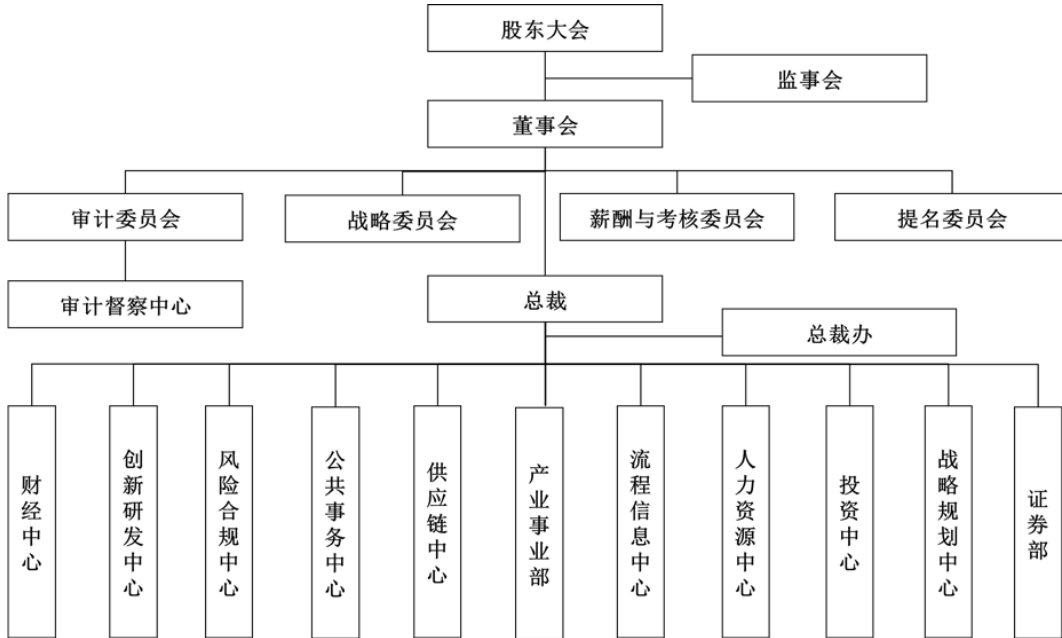 股东大会
监事会
董事会
审计委员会
战略委员会
薪酬与考核委员会
提名委员会
审计督察中心
总裁
总裁办
财经中心
创新研发中心
风险合规中心
公共事务中心
供应链中心
产业事业部
流程信息中心
人力资源中心
投资中心
战略规划中心
证券部